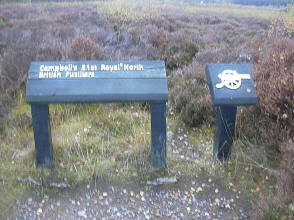 Campbell's 21st Royal North
British Fusiliers.